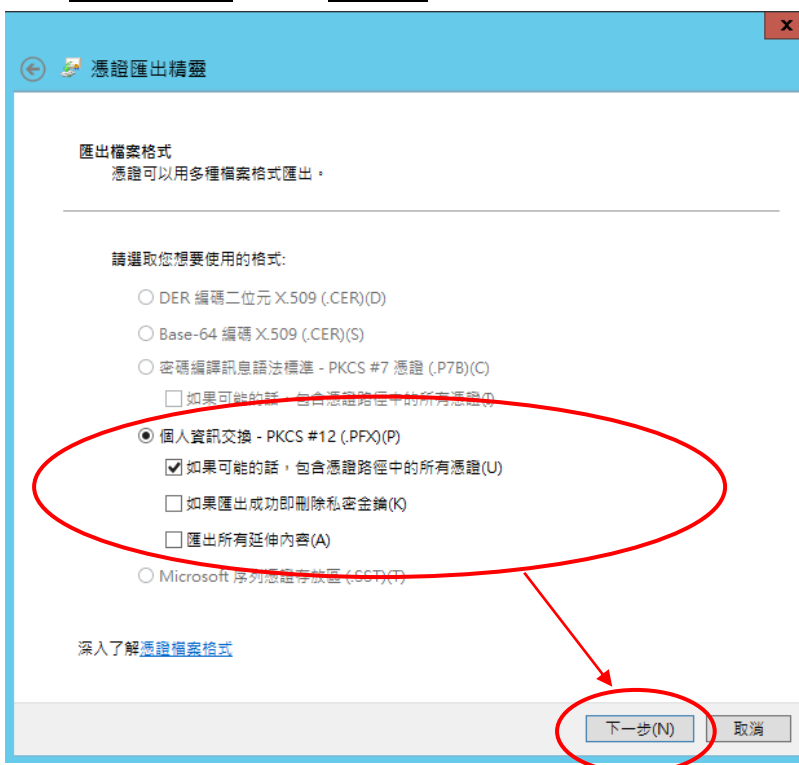 x
憑證匯出精靈
匯出檔案格式
憑證可以用多種檔案格式匯出。
請選取您想要使用的格式:
DER 編碼二位元 X.509 (.CER)(D)
Base-64 編碼 X.509 (.CER)(S)
密碼編譯訊息語法標準 - PKCS #7 憑證 (.P7B)(C)
如果可能的話，包含憑證路徑中的所有憑證(I)
個人資訊交換 - PKCS #12 (.PFX)(P)
如果可能的話，包含憑證路徑中的所有憑證(U)
如果匯出成功即刪除私密金鑰(K)
匯出所有延伸內容(A)
Microsoft 序列憑證存放區 (.SST)(T)
深入了解憑證檔案格式
下一步(N) 取消